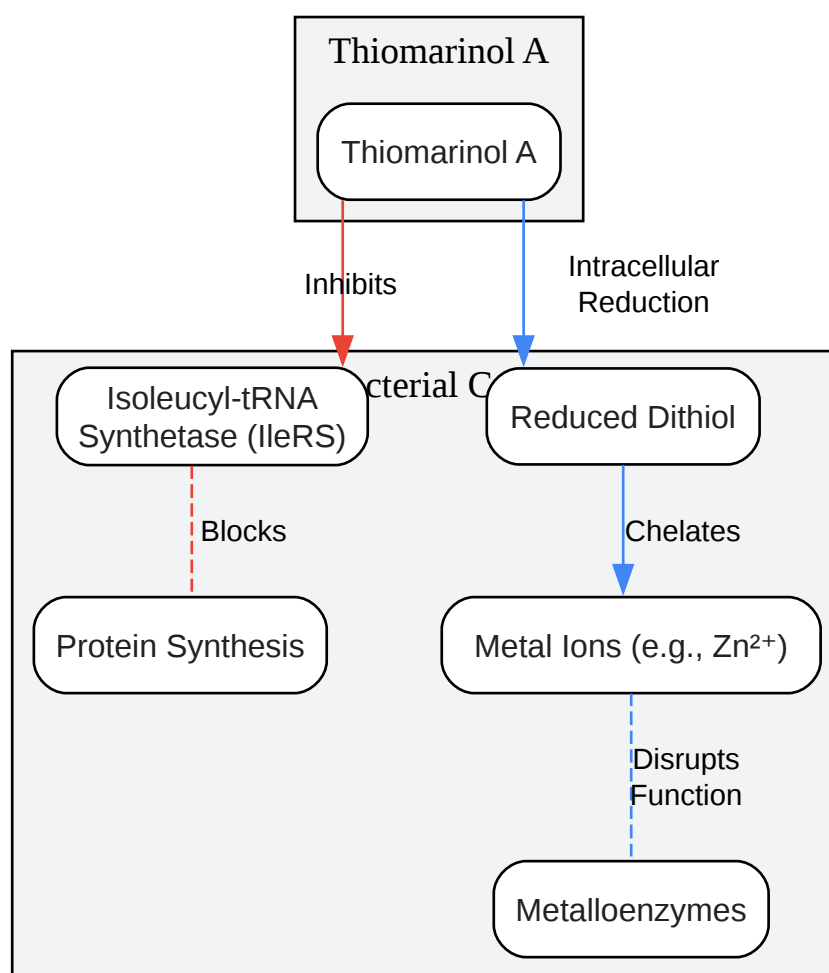 Thiomarinol A
Thiomarinol A
Inhibits
Intracellular
Reduction
cterial C
Isoleucyl-tRNA
Synthetase (IleRS)
Reduced Dithiol
Blocks
Chelates
Protein Synthesis
Metal Ions (e.g., Zn²⁺)
Disrupts
Function
Metalloenzymes